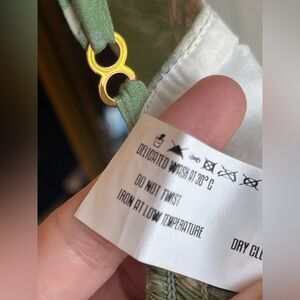 DELICATED WASH AT 30° C
DO NOT TWIST
IRON AT LOW TEMPERATURE
DRY CLE